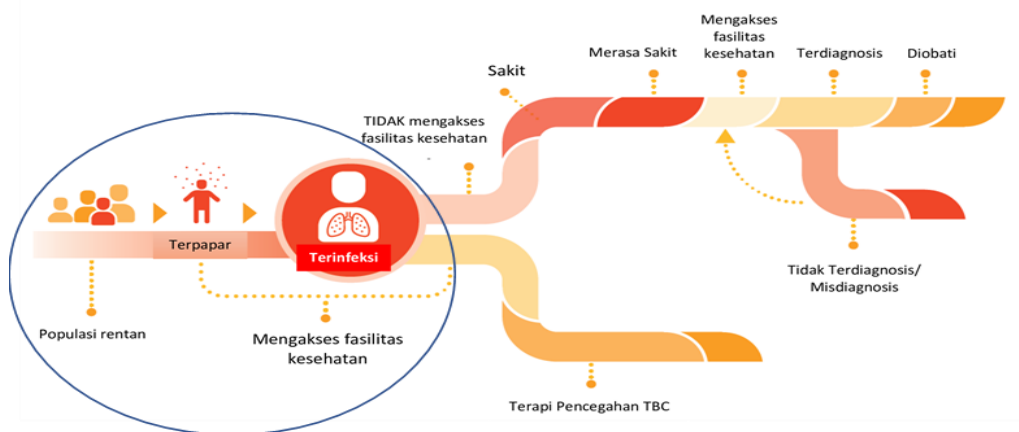 Mengakses
fasilitas
kesehatan
Merasa Sakit
Terdiagnosis
Diobati
Sakit
TIDAK mengakses
fasilitas kesehatan
Terpapar
Terinfeksi
Tidak Terdiagnosis/
Misdiagnosis
Populasi rentan
Mengakses fasilitas
kesehatan
Terapi Pencegahan TBC